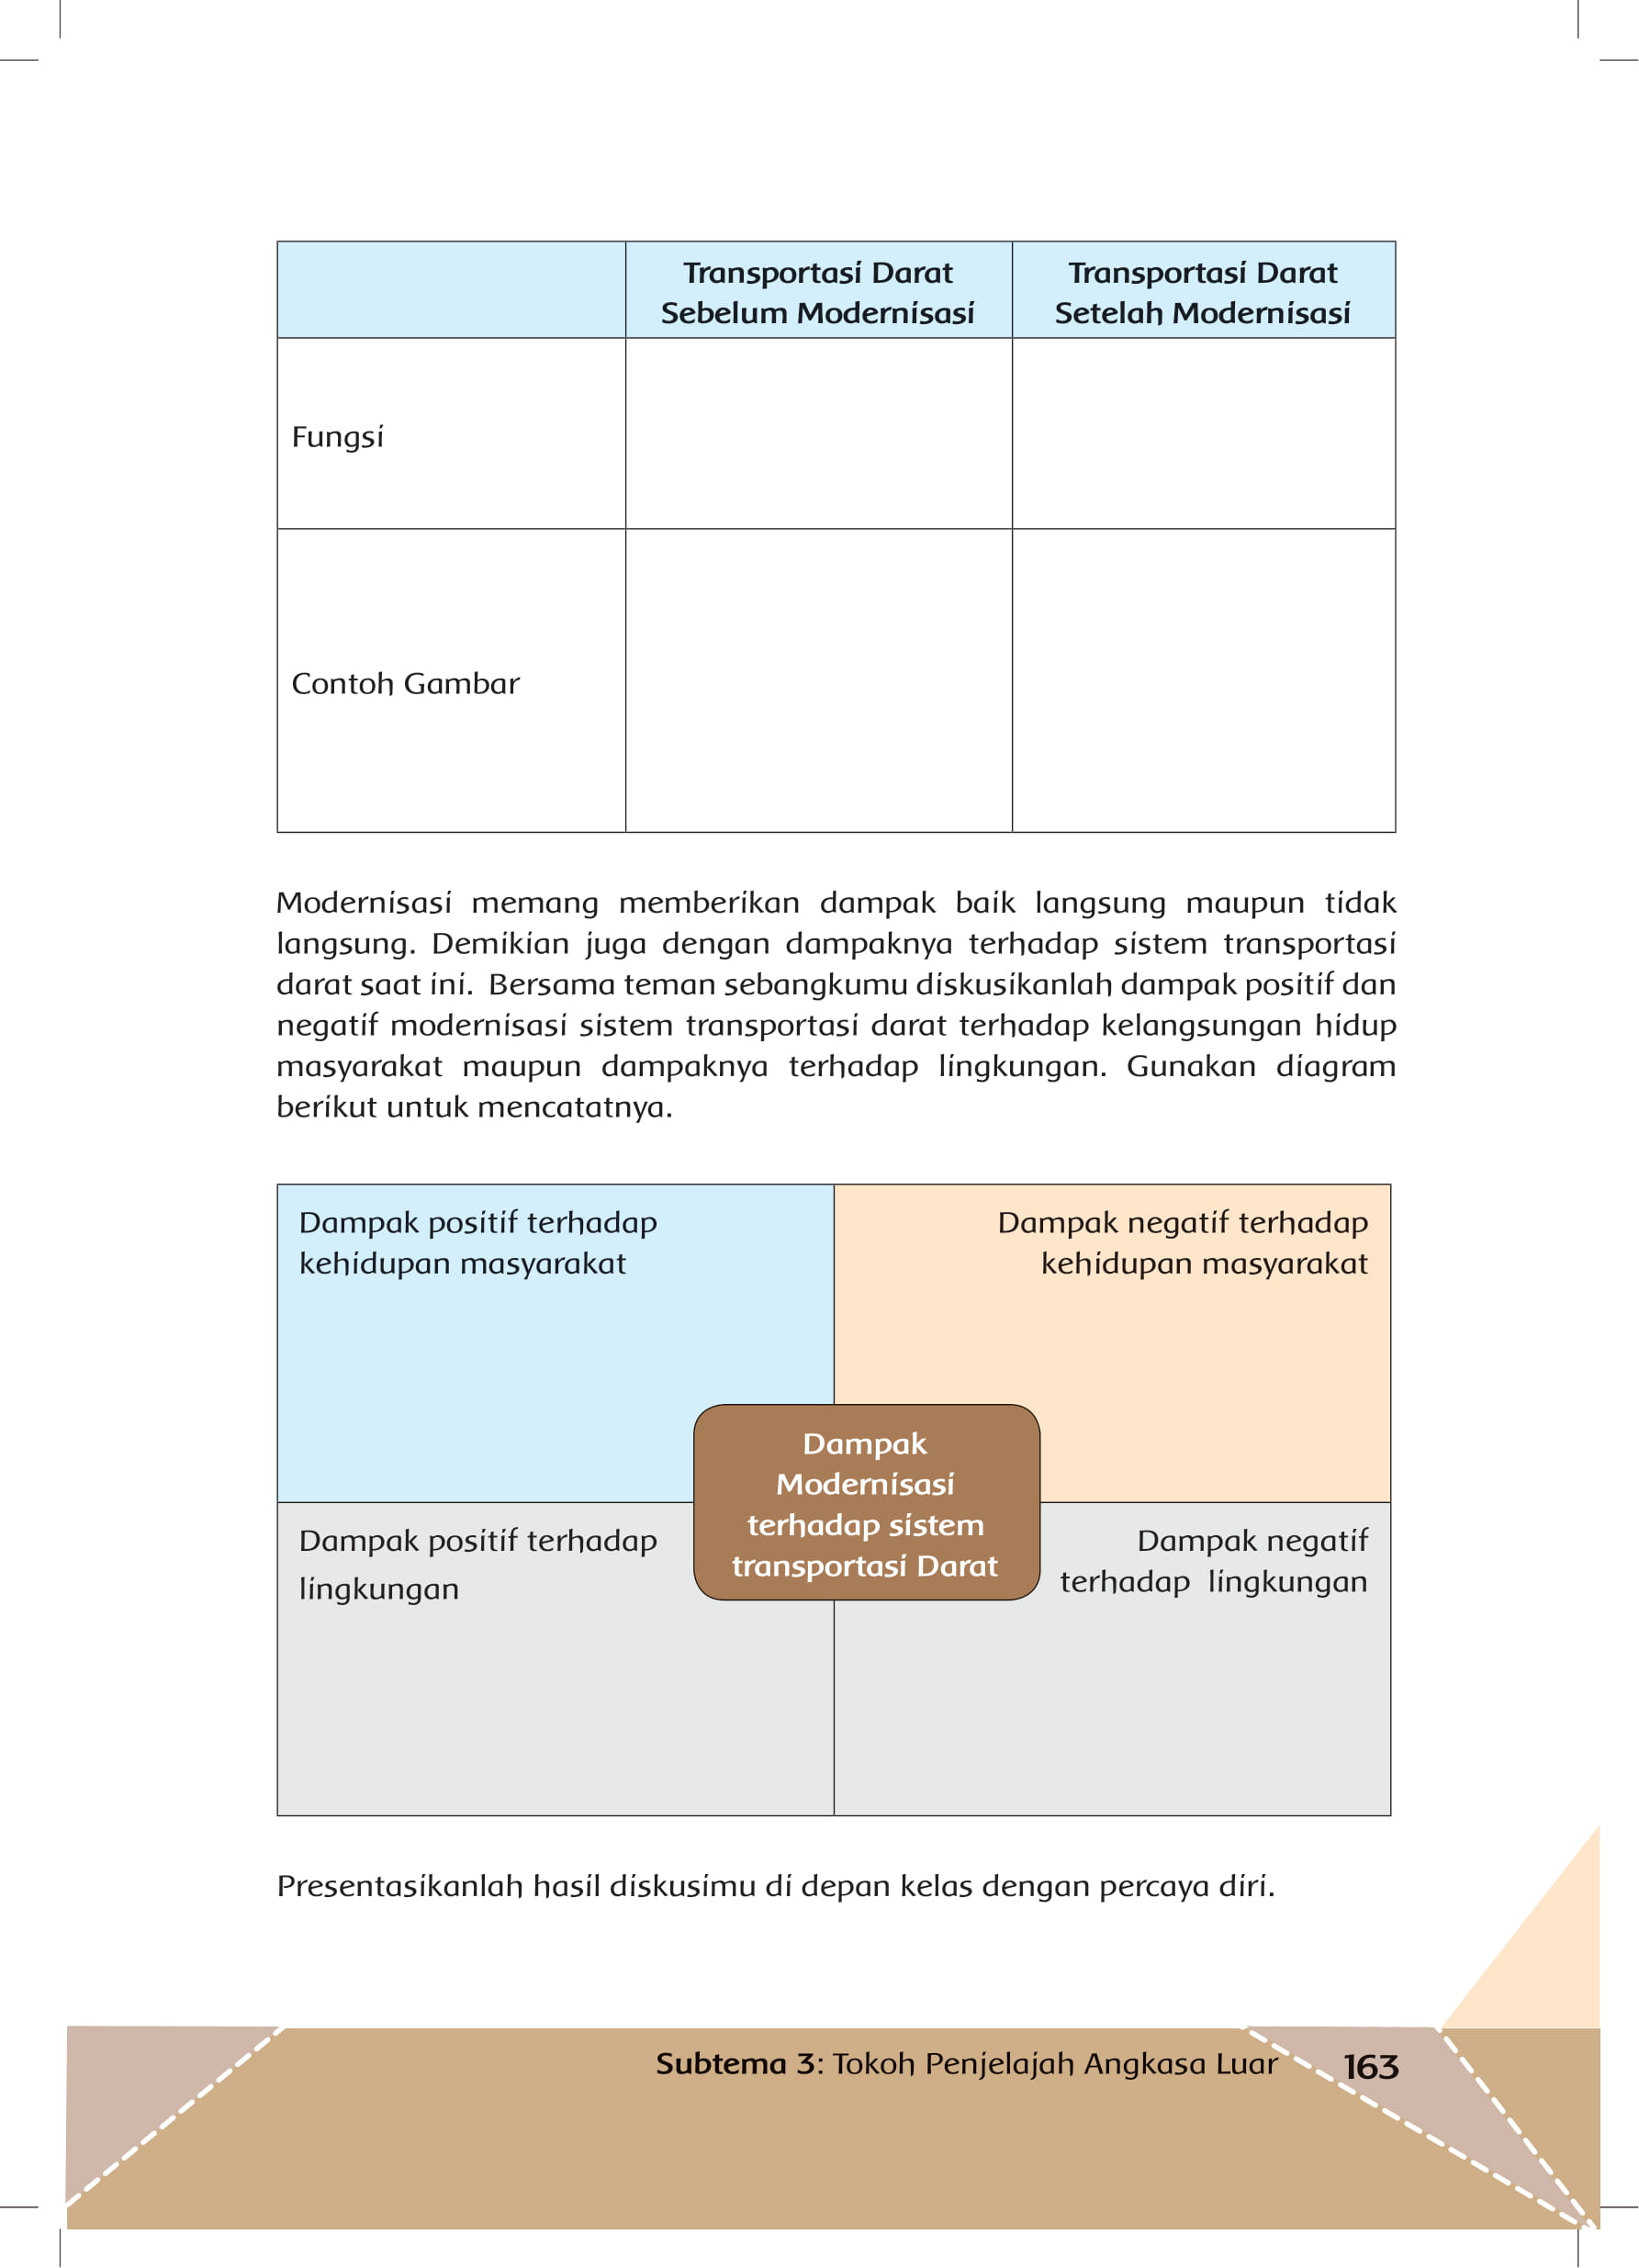 Transportasi Darat
Sebelum Modernisasi
Transportasi Darat
Setelah Modernisasi
Fungsi
Contoh Gambar
Modernisasi memang memberikan dampak baik langsung maupun tidak
langsung. Demikian juga dengan dampaknya terhadap sistem transportasi
darat saat ini. Bersama teman sebangkumu diskusikanlah dampak positif dan
negatif modernisasi sistem transportasi darat terhadap kelangsungan hidup
masyarakat maupun dampaknya terhadap lingkungan. Gunakan diagram
berikut untuk mencatatnya.
Dampak positif terhadap
kehidupan masyarakat
Dampak negatif terhadap
kehidupan masyarakat
Dampak
Modernisasi
terhadap sistem
transportasi Darat
Dampak positif terhadap
lingkungan
Dampak negatif
terhadap lingkungan
Presentasikanlah hasil diskusimu di depan kelas dengan percaya diri.
Subtema 3: Tokoh Penjelajah Angkasa Luar
163